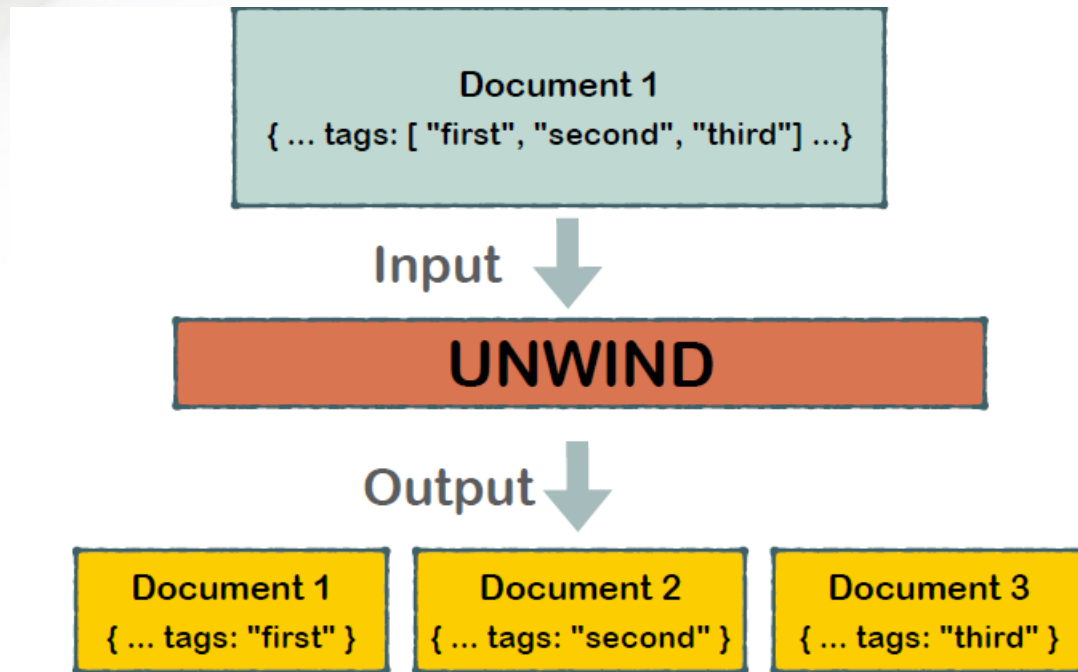 Document 1
{ ... tags: [ "first", "second", "third"] ...}
Input
UNWIND
Output
Document 1
{ ... tags: "first" }
Document 2
{ ... tags: "second" }
Document 3
{ ... tags: "third" }